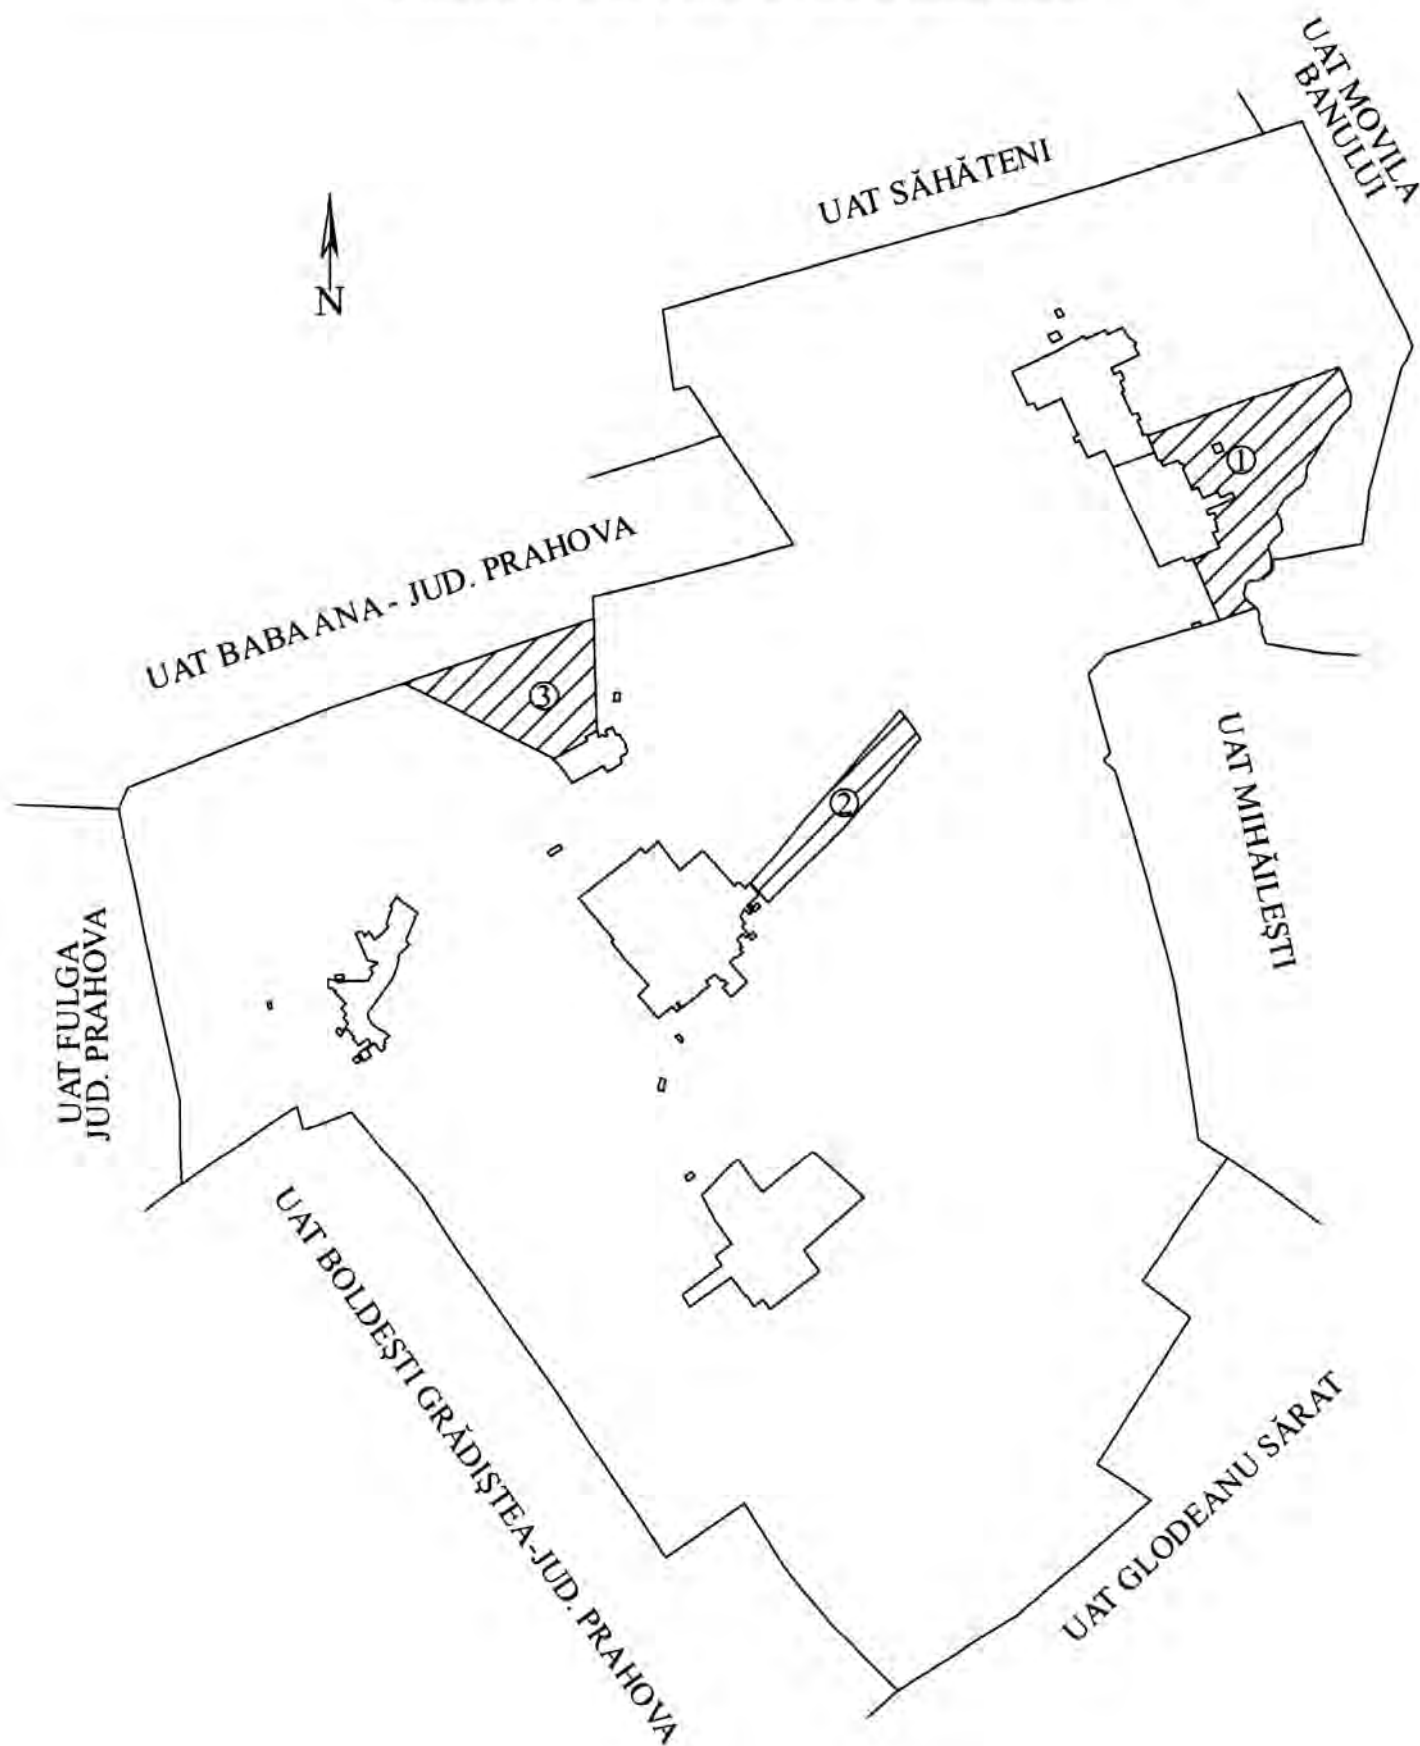 UAT MOVILA
BANULUI
UAT SĂHĂTENI
N
1
UAT BABA ANA - JUD. PRAHOVA
3
2
UAT MIHĂILEȘTI
UAT FULGA
JUD. PRAHOVA
UAT BOLDEȘTI GRĂDIȘTEA-JUD. PRAHOVA
UAT GLODEANU SĂRAT